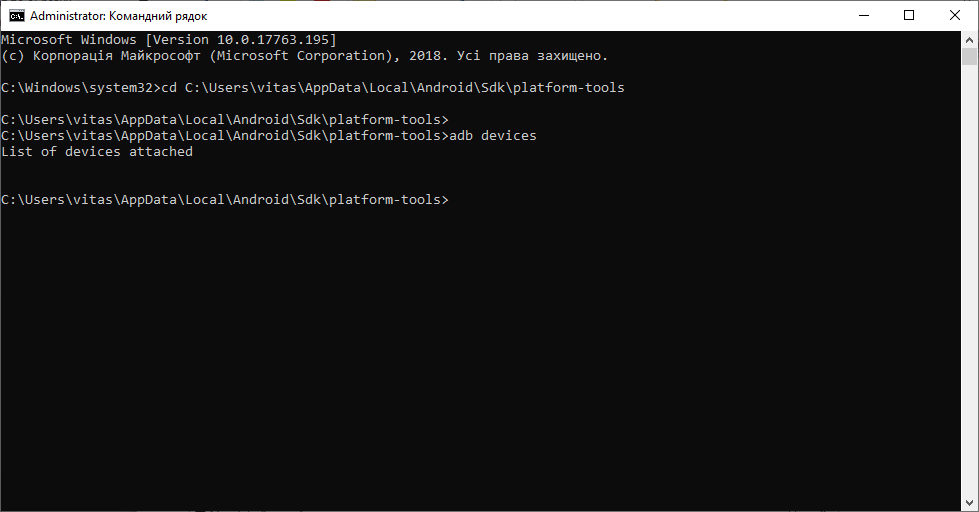 Administrator: Командний рядок
Microsoft Windows [Version 10.0.17763.195]
(c) Корпорація Майкрософт (Microsoft Corporation), 2018. Усі права захищено.
C:\Windows\system32>cd C:\Users\vitas\AppData\Local\Android\Sdk\platform-tools
C:\Users\vitas\AppData\Local\Android\Sdk\platform-tools>
C:\Users\vitas\AppData\Local\Android\Sdk\platform-tools>adb devices
List of devices attached
C:\Users\vitas\AppData\Local\Android\Sdk\platform-tools>